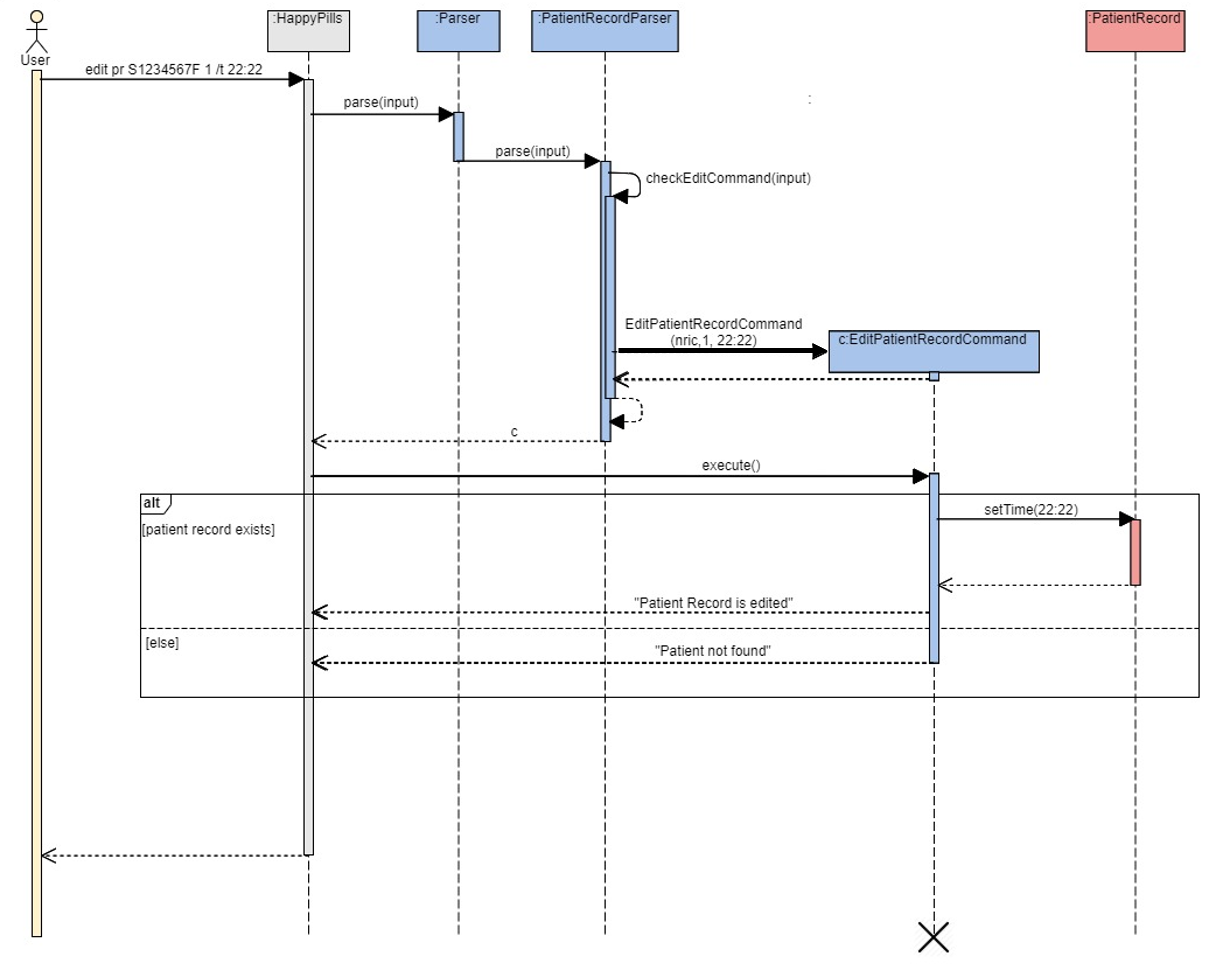 :HappyPills
:Parser
:PatientRecordParser
:PatientRecord
User
edit pr S1234567F 1 /t 22:22
parse(input)
:
parse(input)
checkEditCommand(input)
EditPatientRecordCommand
(nric,1, 22:22)
c:EditPatientRecordCommand
c
execute()
alt
setTime(22:22)
[patient record exists]
"Patient Record is edited"
[else]
"Patient not found"